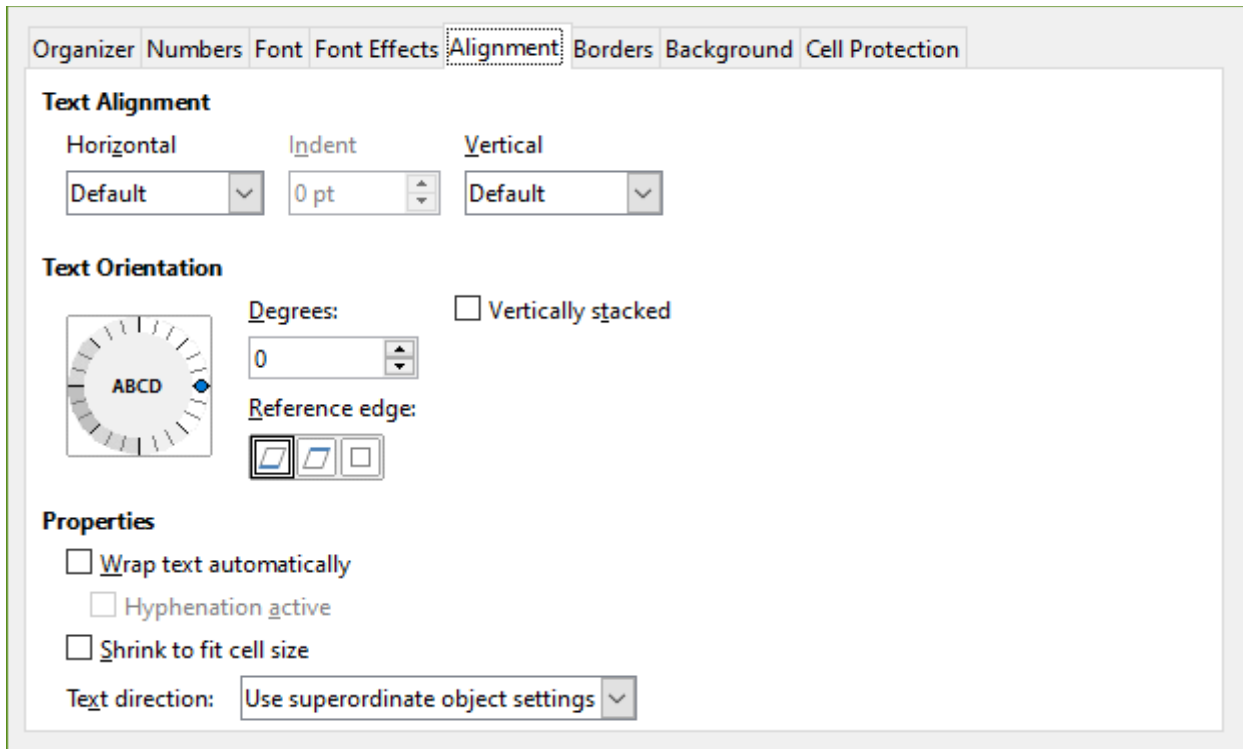 Organizer Numbers Font Font Effects Alignment Borders Background Cell Protection
Text Alignment
Horizontal Indent Vertical
Default 0 pt Default
Text Orientation
Degrees: Vertically stacked
0
ABCD
Reference edge:
Properties
Wrap text automatically
Hyphenation active
Shrink to fit cell size
Text direction: Use superordinate object settings